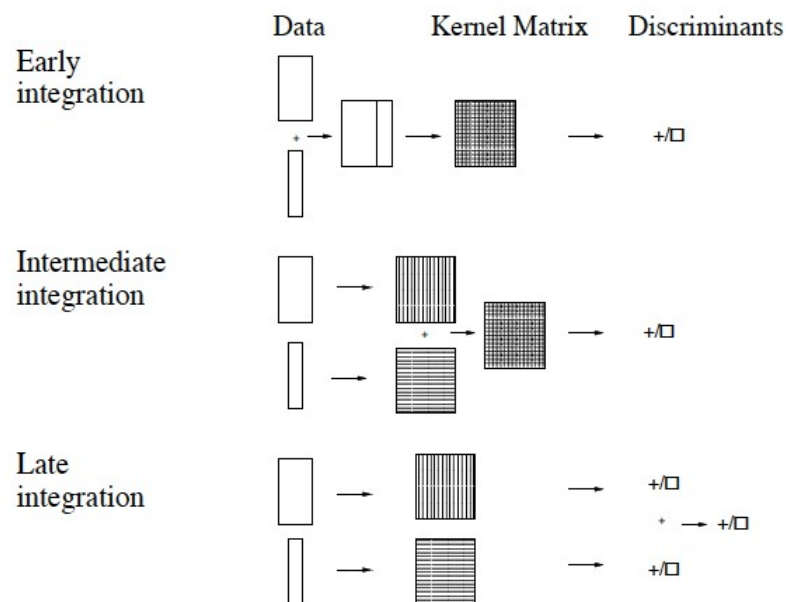 Data Kernel Matrix Discriminants
Early
integration
+
+/□
Intermediate
integration
+
+/□
Late
integration
+/□
+ +/□
+/□